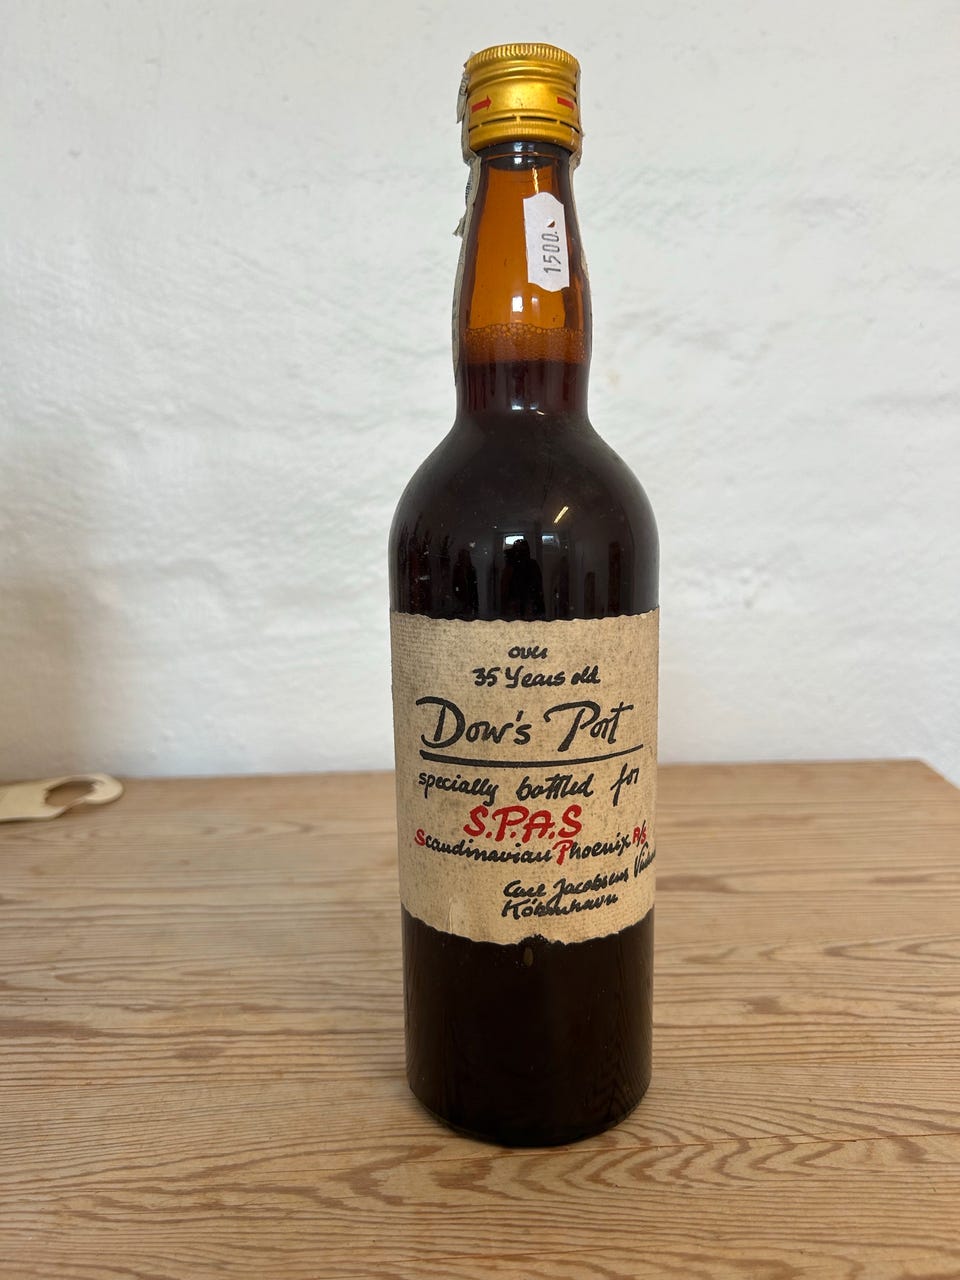 1500.
over
35 Years old
Dow's Port
specially bottled for
S.P.A.S
Scandinavian Phoenix A/S
Carl Jacobsens
København